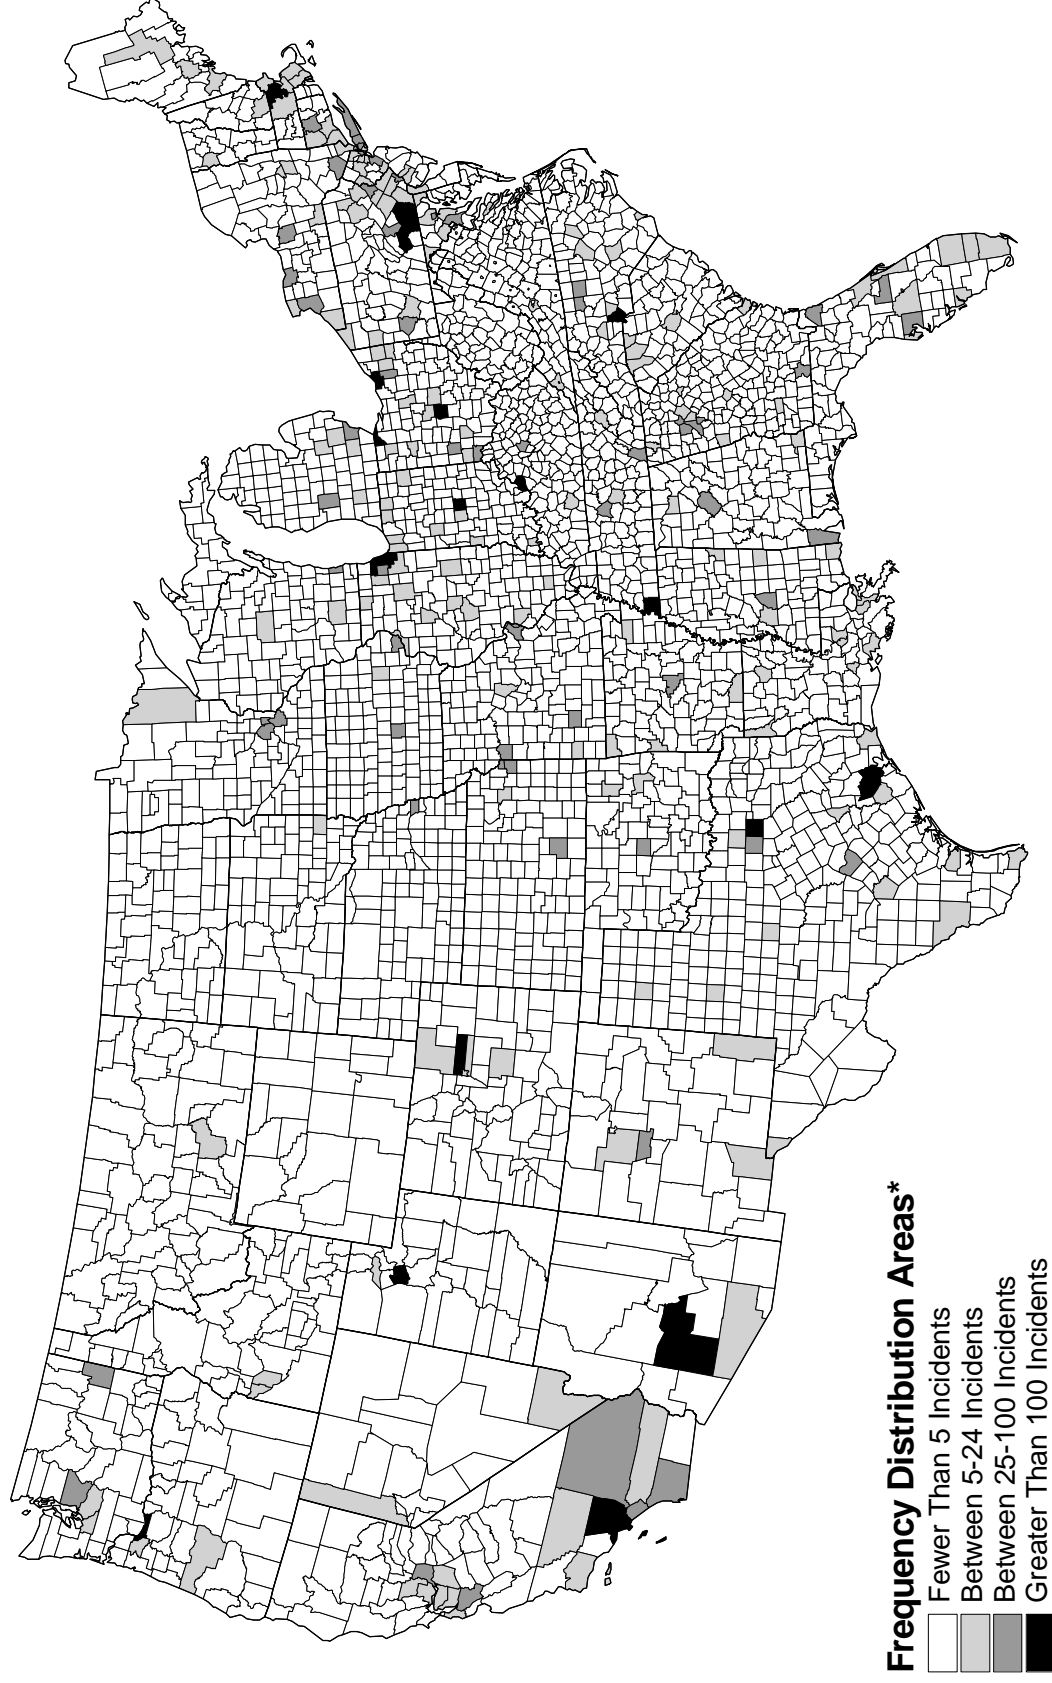 Frequency Distribution Areas*
Fewer Than 5 Incidents
Between 5-24 Incidents
Between 25-100 Incidents
Greater Than 100 Incidents